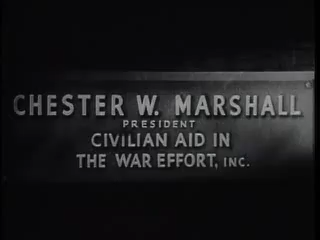 CHESTER W. MARSHALL
PRESIDENT
CIVILIAN AID IN
THE WAR EFFORT, INC.